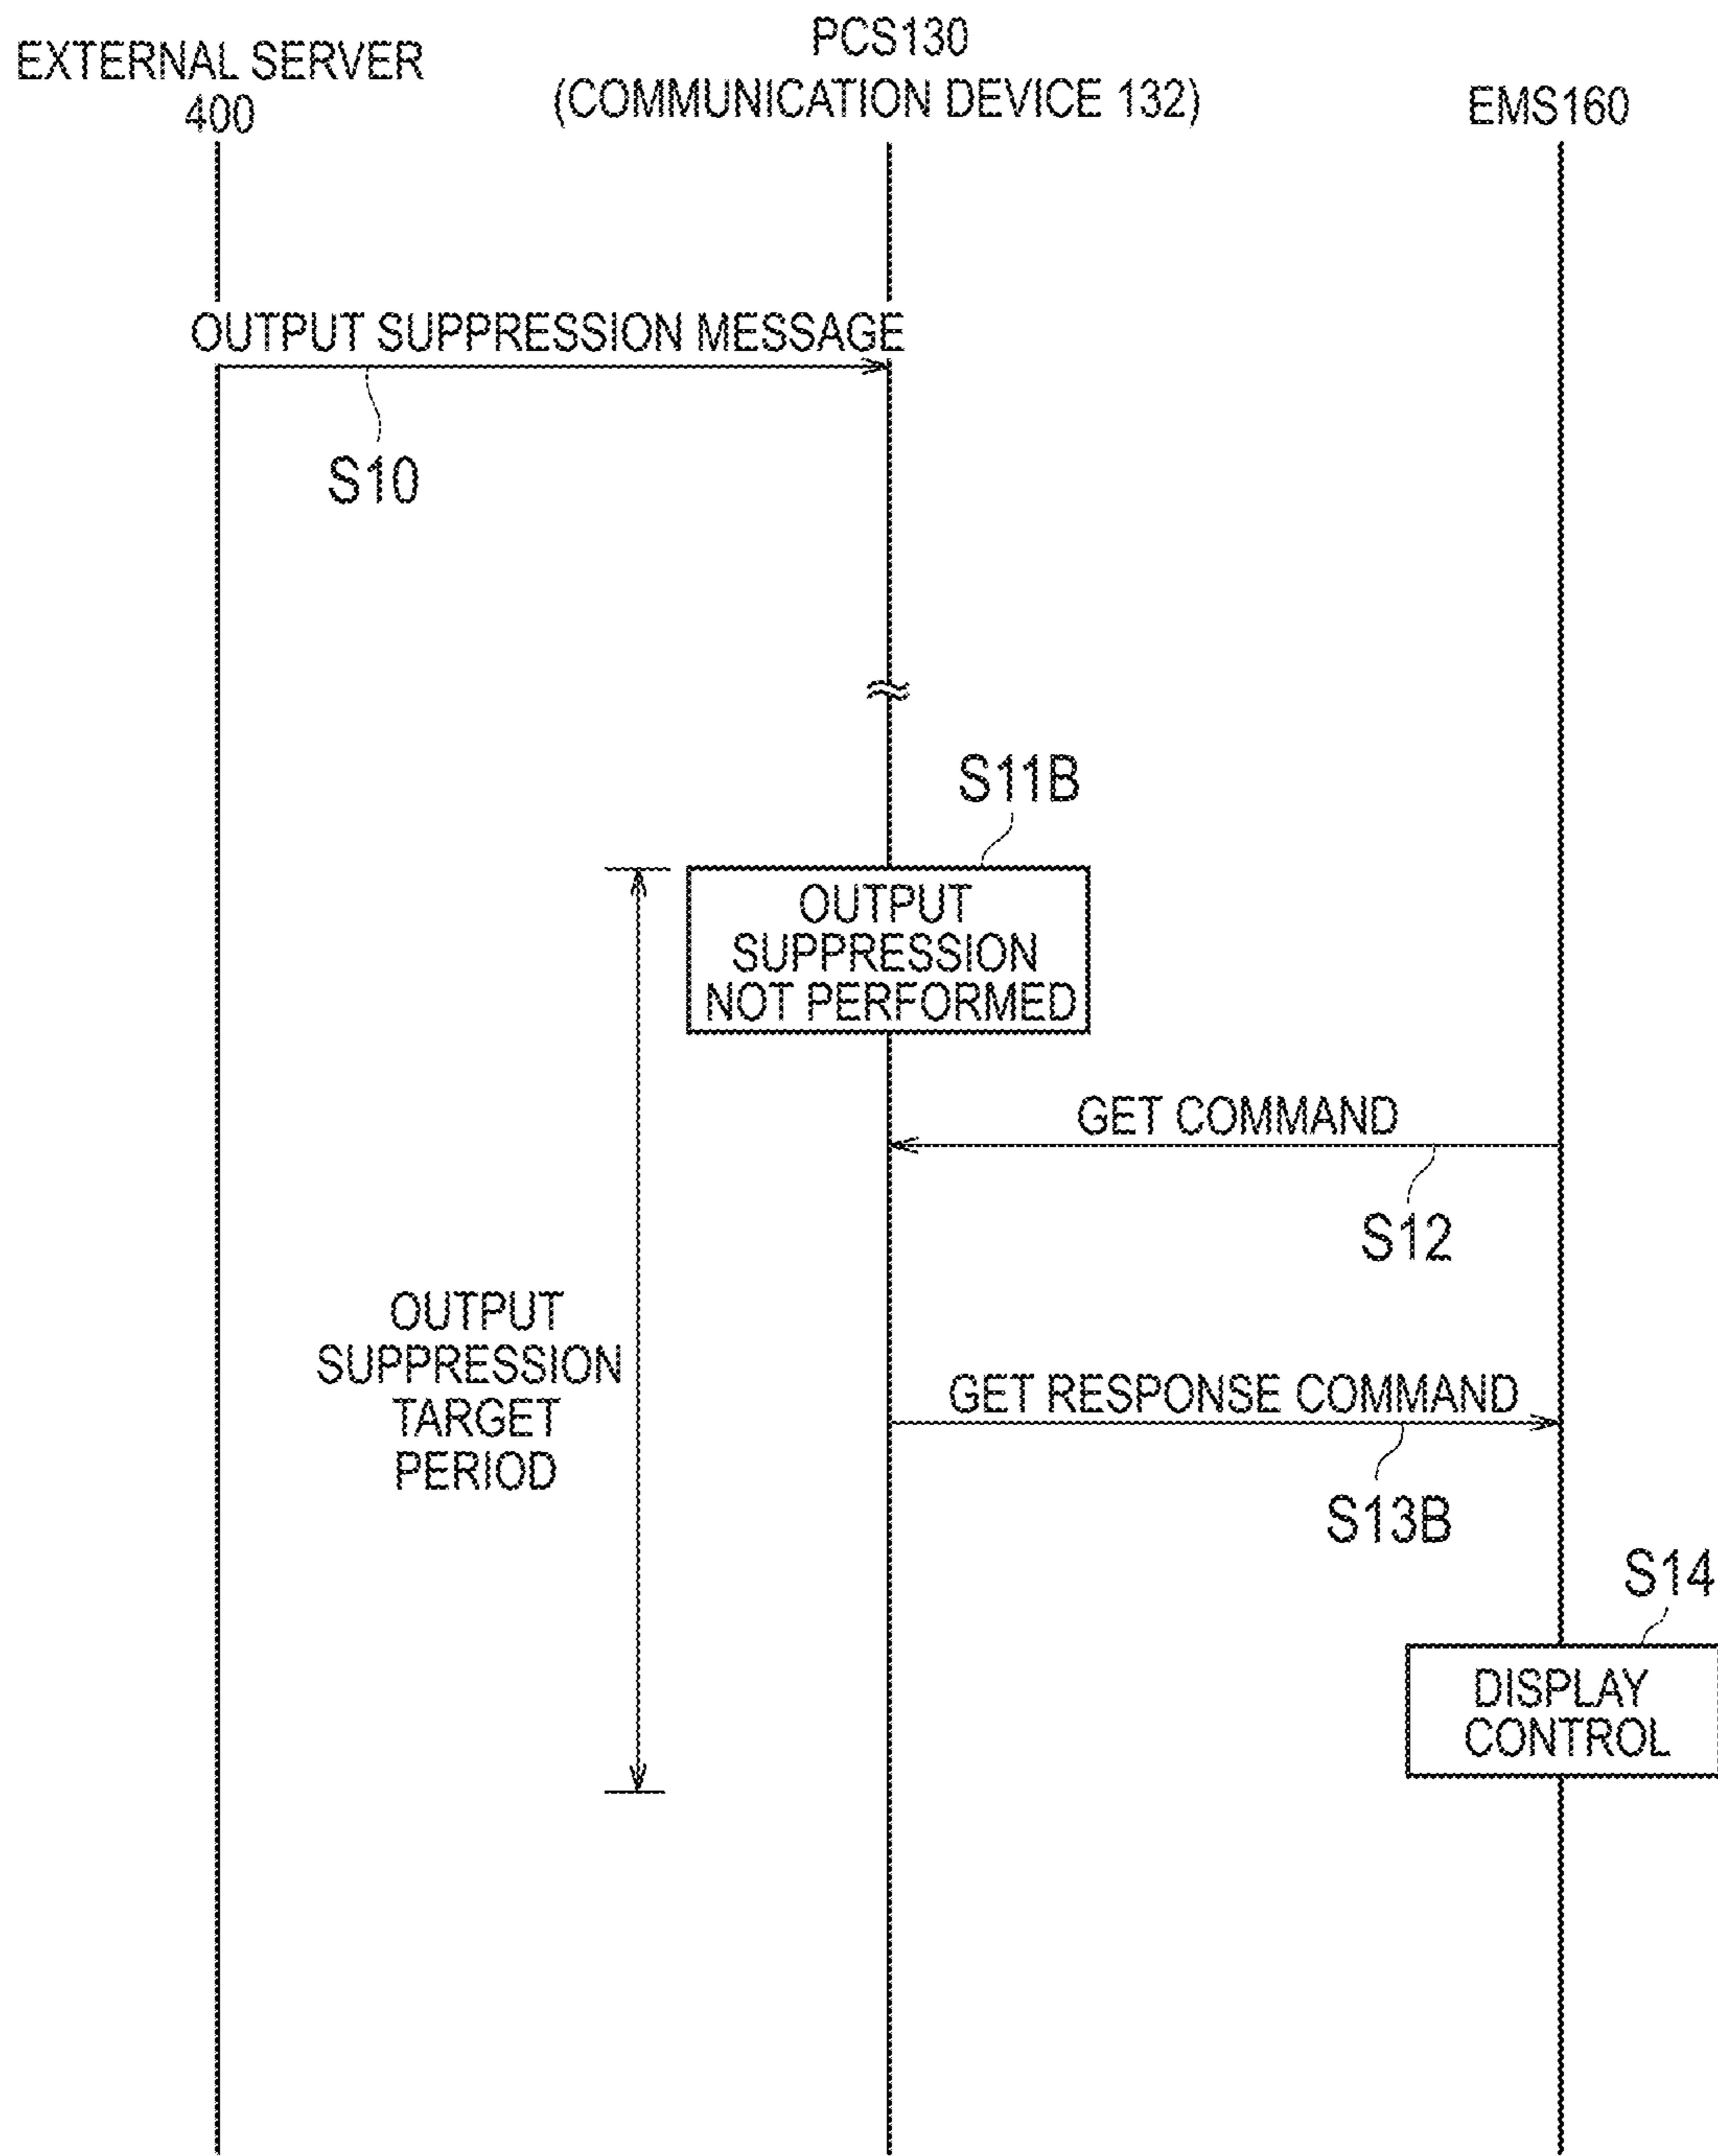 EXTERNAL SERVER
400
PCS130
(COMMUNICATION DEVICE 132)
EMS160
OUTPUT SUPPRESSION MESSAGE
S10
S11B
OUTPUT
SUPPRESSION
NOT PERFORMED
GET COMMAND
S12
OUTPUT
SUPPRESSION
TARGET
PERIOD
GET RESPONSE COMMAND
S13B
S14
DISPLAY
CONTROL